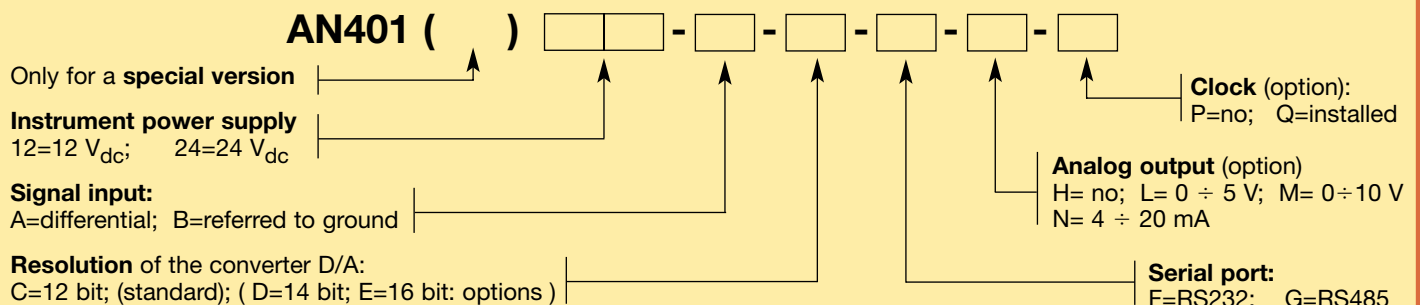 AN401 ( ) - - - - -
Only for a special version
Instrument power supply
12=12 Vdc; 24=24 Vdc
Signal input:
A=differential; B=referred to ground
Resolution of the converter D/A:
C=12 bit; (standard); ( D=14 bit; E=16 bit: options )
Clock (option):
P=no; Q=installed
Analog output (option)
H= no; L= 0 ÷ 5 V; M= 0÷10 V
N= 4 ÷ 20 mA
Serial port:
F=RS232; G=RS485